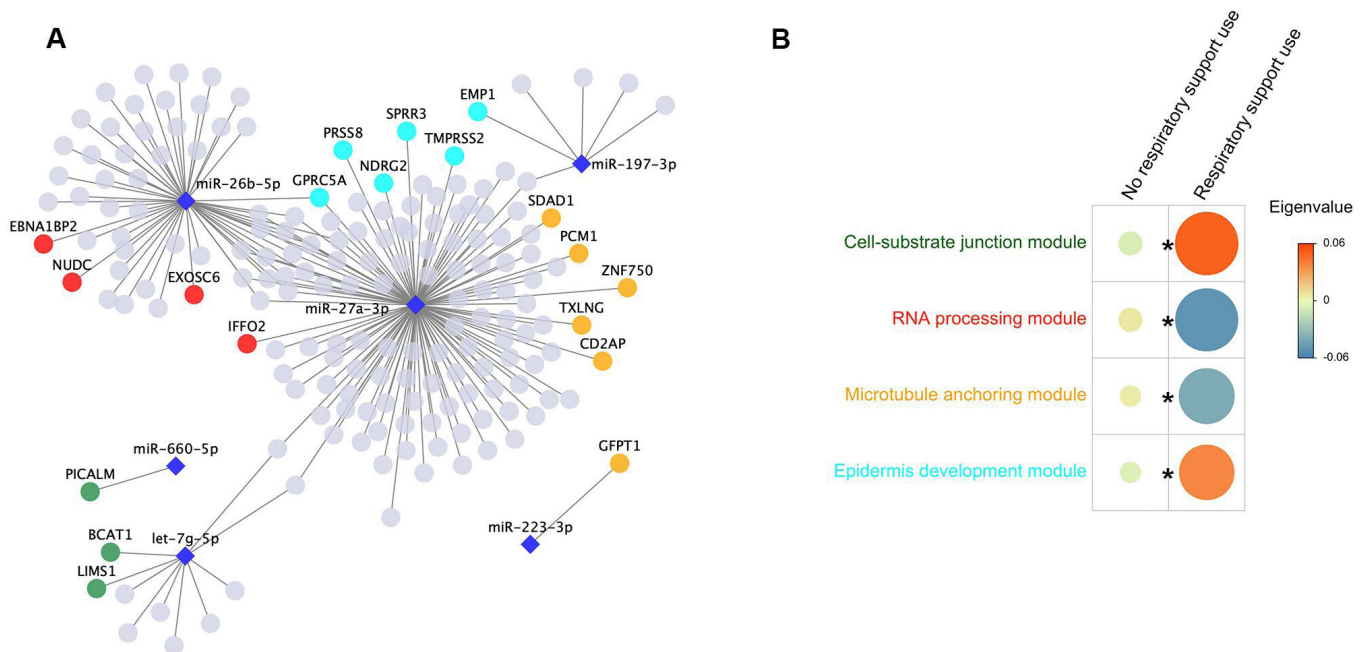 A
EMP1
SPRR3
PRSS8
TMPRSS2
NDRG2
miR-197-3p
miR-26b-5p
GPRC5A
SDAD1
EBNA1BP2
PCM1
NUDC
EXOSC6
ZNF750
miR-27a-3p
TXLNG
IFFO2
CD2AP
miR-660-5p
GFPT1
PICALM
miR-223-3p
BCAT1
let-7g-5p
LIMS1
B
No respiratory support use
Respiratory support use
Eigenvalue
Cell-substrate junction module
*
0.06
RNA processing module
*
0
-0.06
Microtubule anchoring module
*
Epidermis development module
*